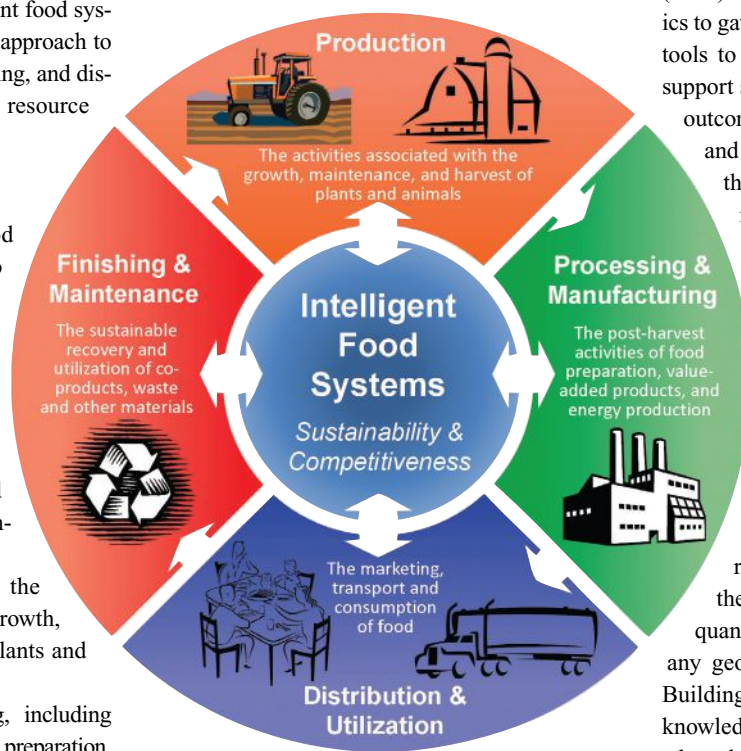 nt food sys-
approach to
ing, and dis-
resource
the
rowth,
lants and
g, including
preparation,
Production
The activities associated with the
growth, maintenance, and harvest of
plants and animals
Finishing &
Maintenance
The sustainable
recovery and
utilization of co-
products, waste
and other materials
Intelligent
Food
Systems
Sustainability &
Competitiveness
Processing &
Manufacturing
The post-harvest
activities of food
preparation, value-
added products, and
energy production
The marketing,
transport and
consumption
of food
Distribution &
Utilization
ics to ga
tools to
support
and
th
the
quan
any geo
Building
knowled